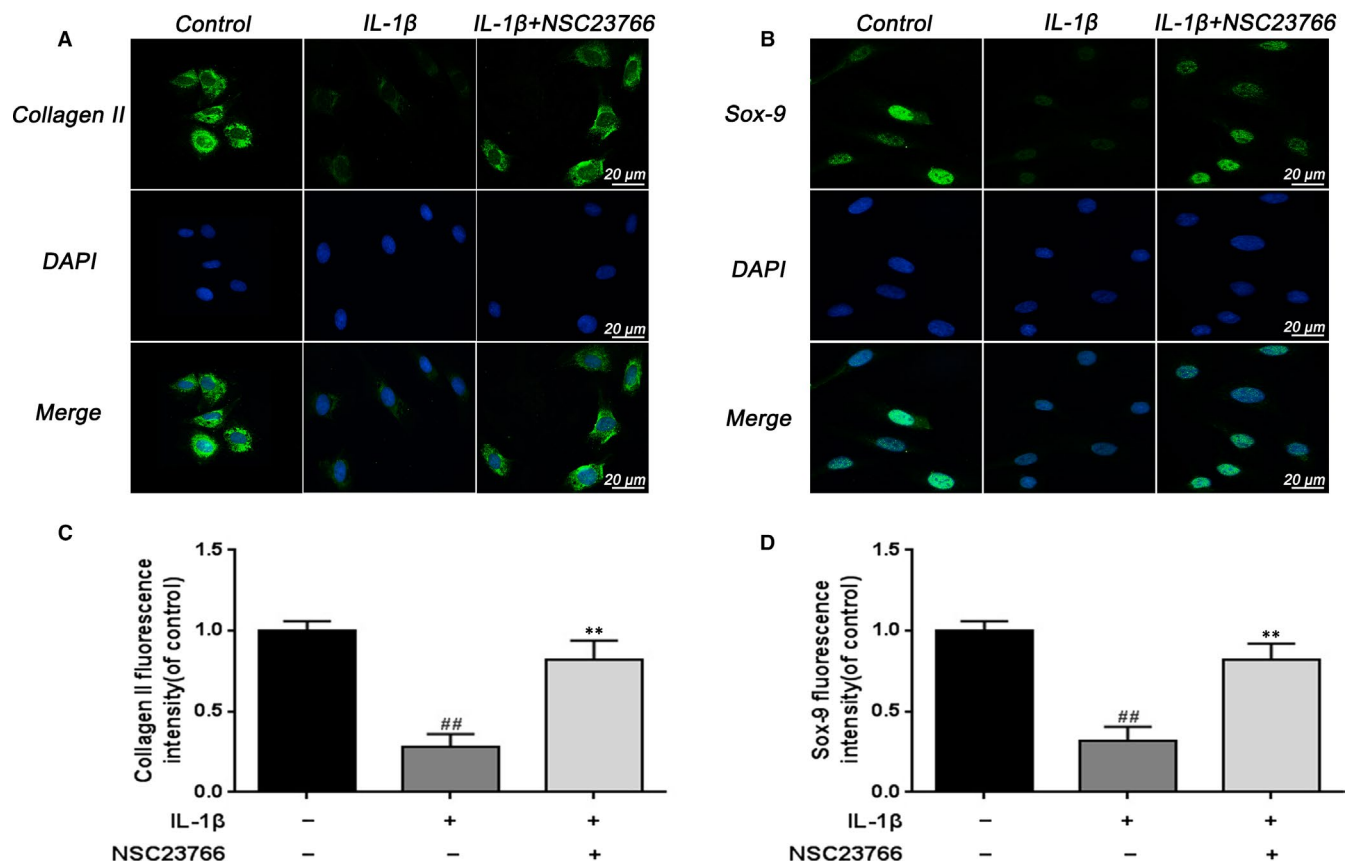 A
Control IL-1β IL-1β+NSC23766
Collagen II
20 μm
DAPI
20 μm
Merge
20 μm
B
Control IL-1β IL-1β+NSC23766
Sox-9
20 μm
DAPI
20 μm
Merge
20 μm
C
Collagen II fluorescence
intensity(of control)
1.5
1.0
0.5
0.0
##
**
IL-1β − + +
NSC23766 − − +
D
Sox-9 fluorescence
intensity(of control)
1.5
1.0
0.5
0.0
##
**
IL-1β − + +
NSC23766 − − +